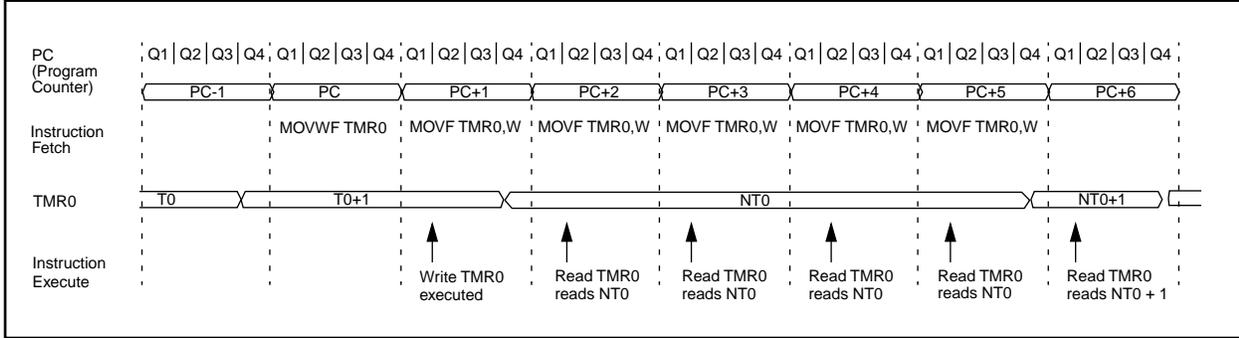 PC
(Program
Counter)
Q1 Q2 Q3 Q4 Q1 Q2 Q3 Q4 Q1 Q2 Q3 Q4 Q1 Q2 Q3 Q4 Q1 Q2 Q3 Q4 Q1 Q2 Q3 Q4 Q1 Q2 Q3 Q4 Q1 Q2 Q3 Q4
PC-1 PC PC+1 PC+2 PC+3 PC+4 PC+5 PC+6
Instruction
Fetch
MOVWF TMR0 MOVF TMR0,W MOVF TMR0,W MOVF TMR0,W MOVF TMR0,W MOVF TMR0,W
TMR0
T0 T0+1 NT0 NT0+1
Instruction
Execute
Write TMR0
executed
Read TMR0
reads NT0
Read TMR0
reads NT0
Read TMR0
reads NT0
Read TMR0
reads NT0
Read TMR0
reads NT0 + 1